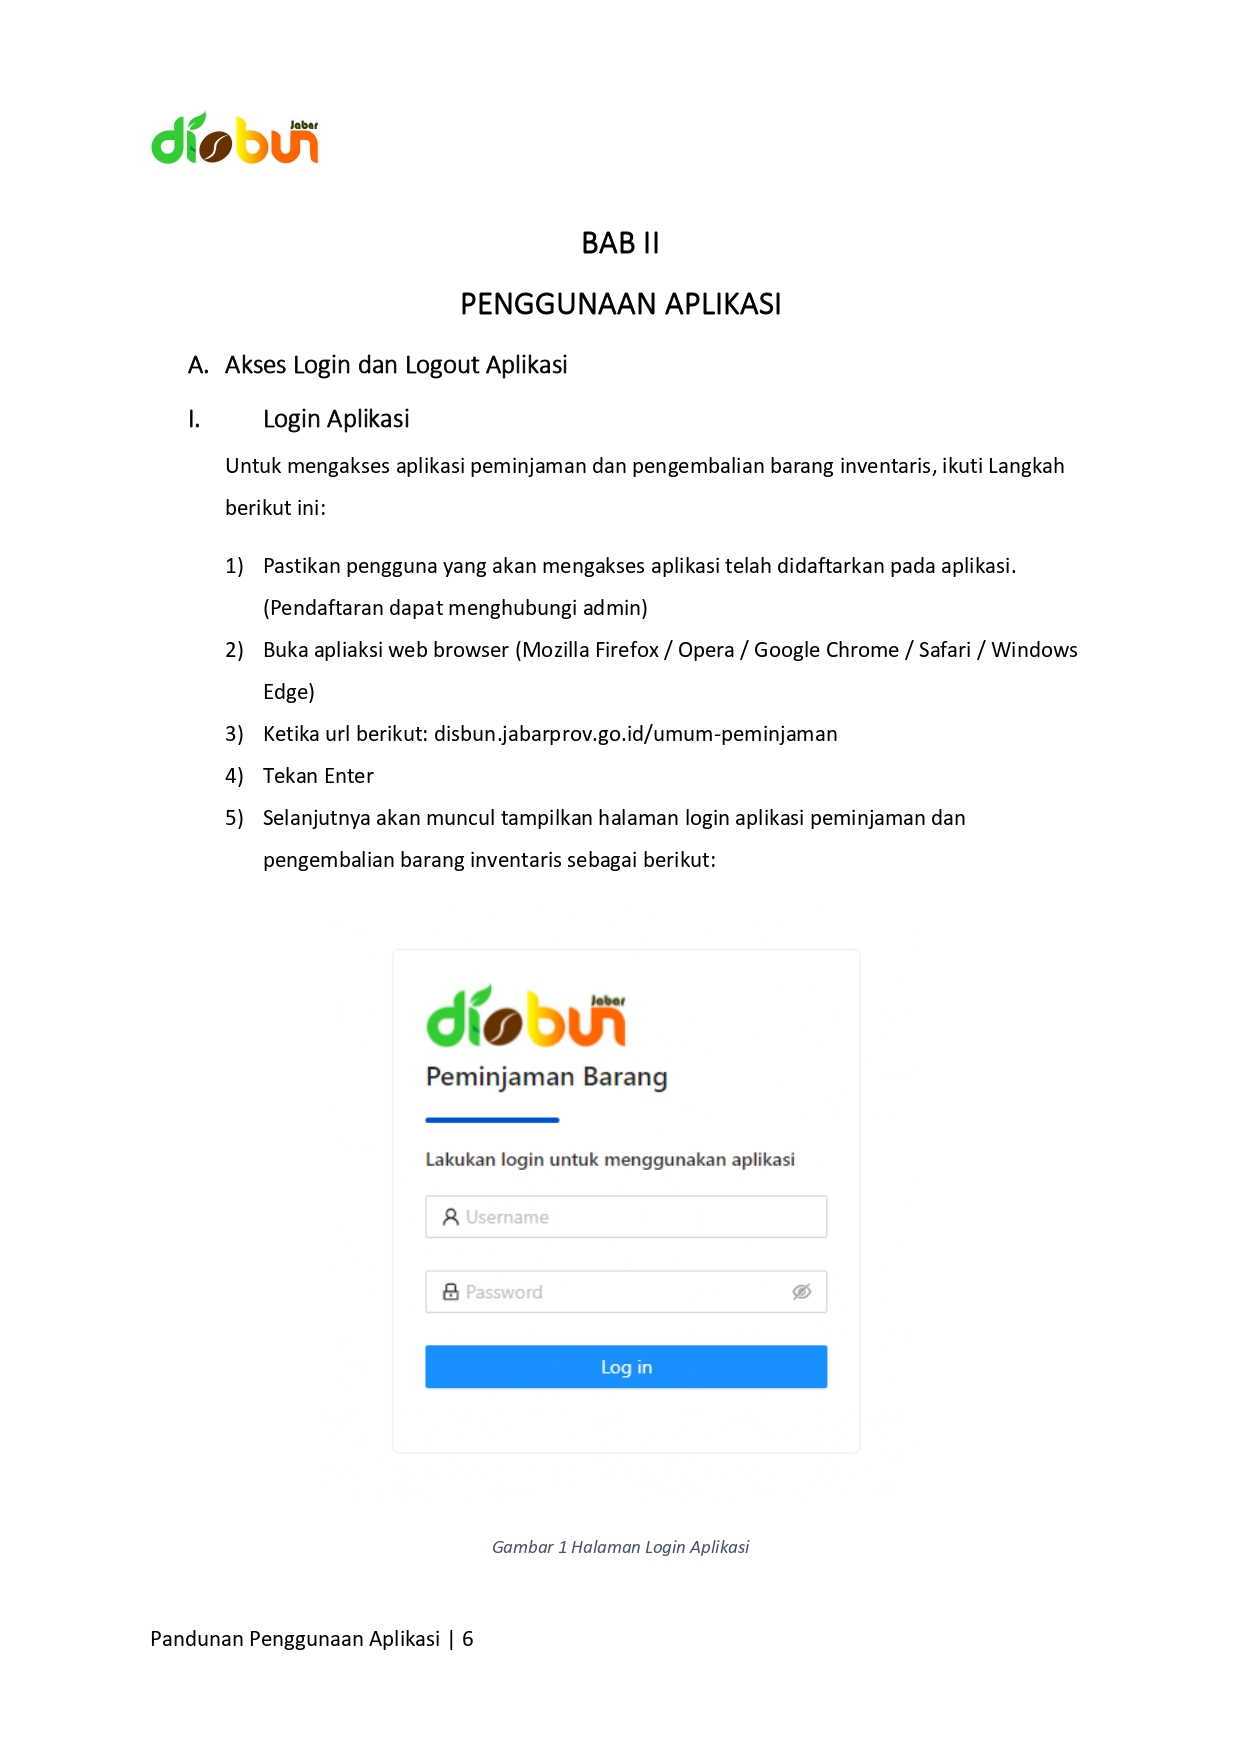 disbun Jabar
BAB II
PENGGUNAAN APLIKASI
A. Akses Login dan Logout Aplikasi
I. Login Aplikasi
Untuk mengakses aplikasi peminjaman dan pengembalian barang inventaris, ikuti Langkah
berikut ini:
1) Pastikan pengguna yang akan mengakses aplikasi telah didaftarkan pada aplikasi.
(Pendaftaran dapat menghubungi admin)
2) Buka apliaksi web browser (Mozilla Firefox / Opera / Google Chrome / Safari / Windows
Edge)
3) Ketika url berikut: disbun.jabarprov.go.id/umum-peminjaman
4) Tekan Enter
5) Selanjutnya akan muncul tampilkan halaman login aplikasi peminjaman dan
pengembalian barang inventaris sebagai berikut:
disbun Jabar
Peminjaman Barang
Lakukan login untuk menggunakan aplikasi
Username
Password
Log in
Gambar 1 Halaman Login Aplikasi
Pandunan Penggunaan Aplikasi | 6